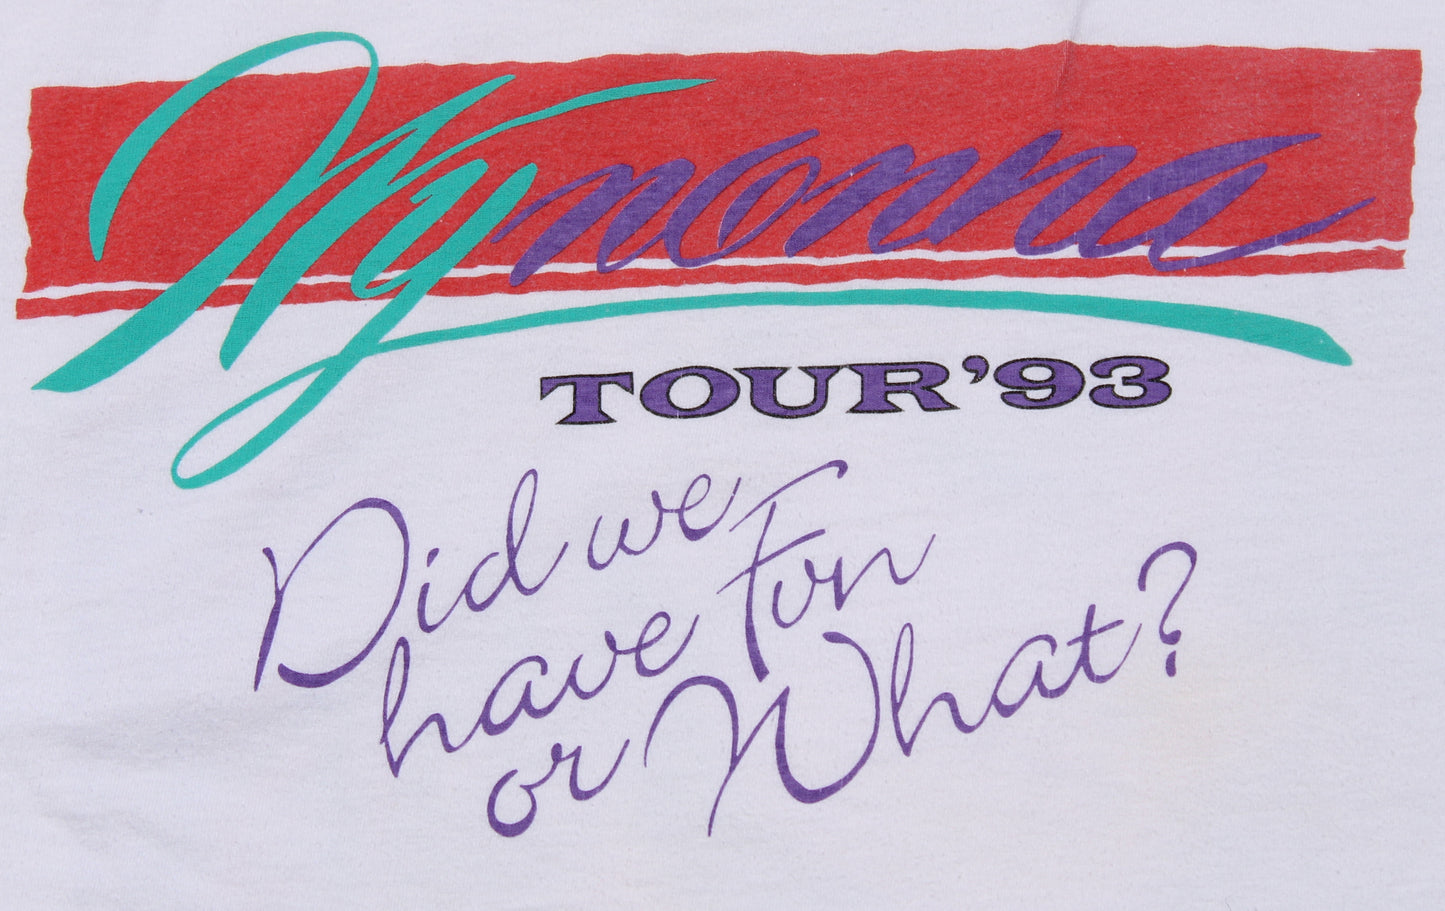 Wynonna
TOUR '93
Did we
have Fun
or What?